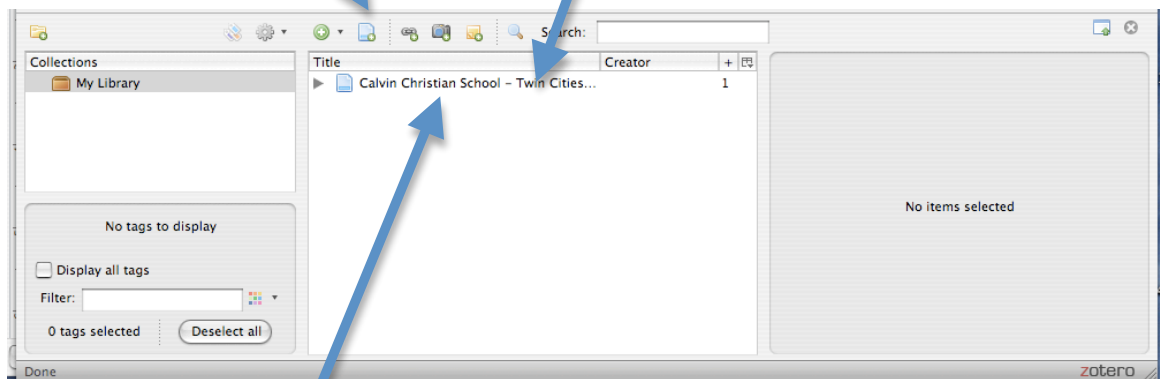 Search:
Collections
Title Creator + 
My Library
Calvin Christian School – Twin Cities... 1
No items selected
No tags to display
Display all tags
Filter:
0 tags selected Deselect all
Done zotero